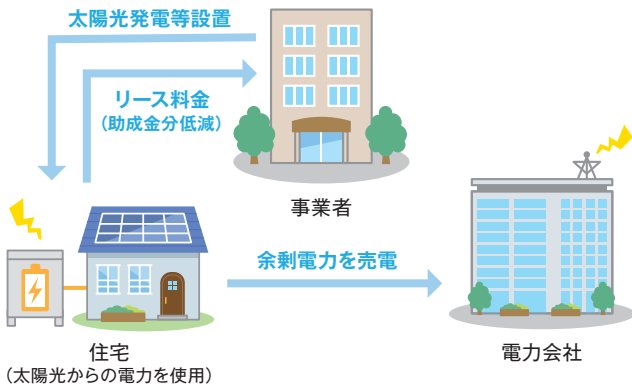 太陽光発電等設置
リース料金
（助成金分低減）
事業者
余剰電力を売電
住宅
（太陽光からの電力を使用）
電力会社